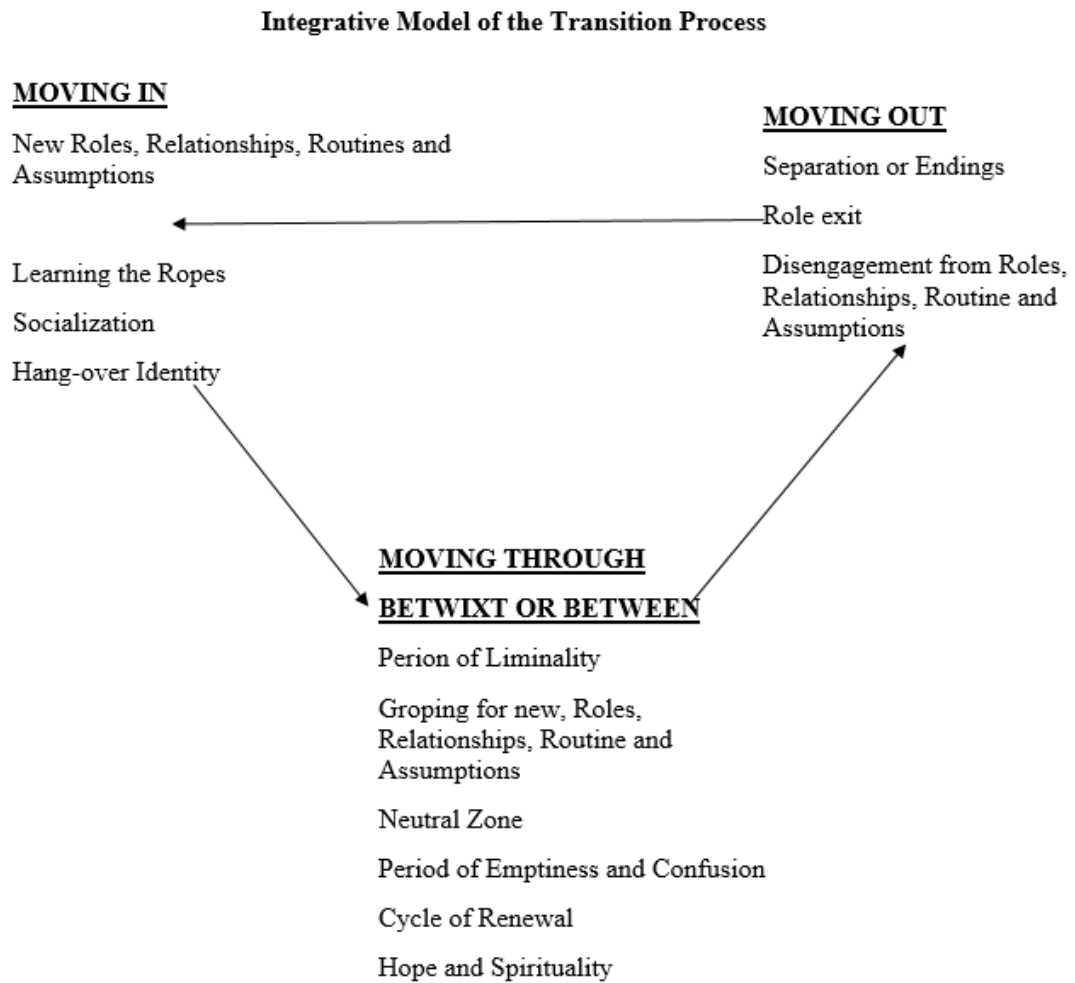 Integrative Model of the Transition Process
MOVING IN
New Roles, Relationships, Routines and
Assumptions
Learning the Ropes
Socialization
Hang-over Identity
MOVING OUT
Separation or Endings
Role exit
Disengagement from Roles,
Relationships, Routine and
Assumptions
MOVING THROUGH
BETWIXT OR BETWEEN
Perion of Liminality
Groping for new, Roles,
Relationships, Routine and
Assumptions
Neutral Zone
Period of Emptiness and Confusion
Cycle of Renewal
Hope and Spirituality